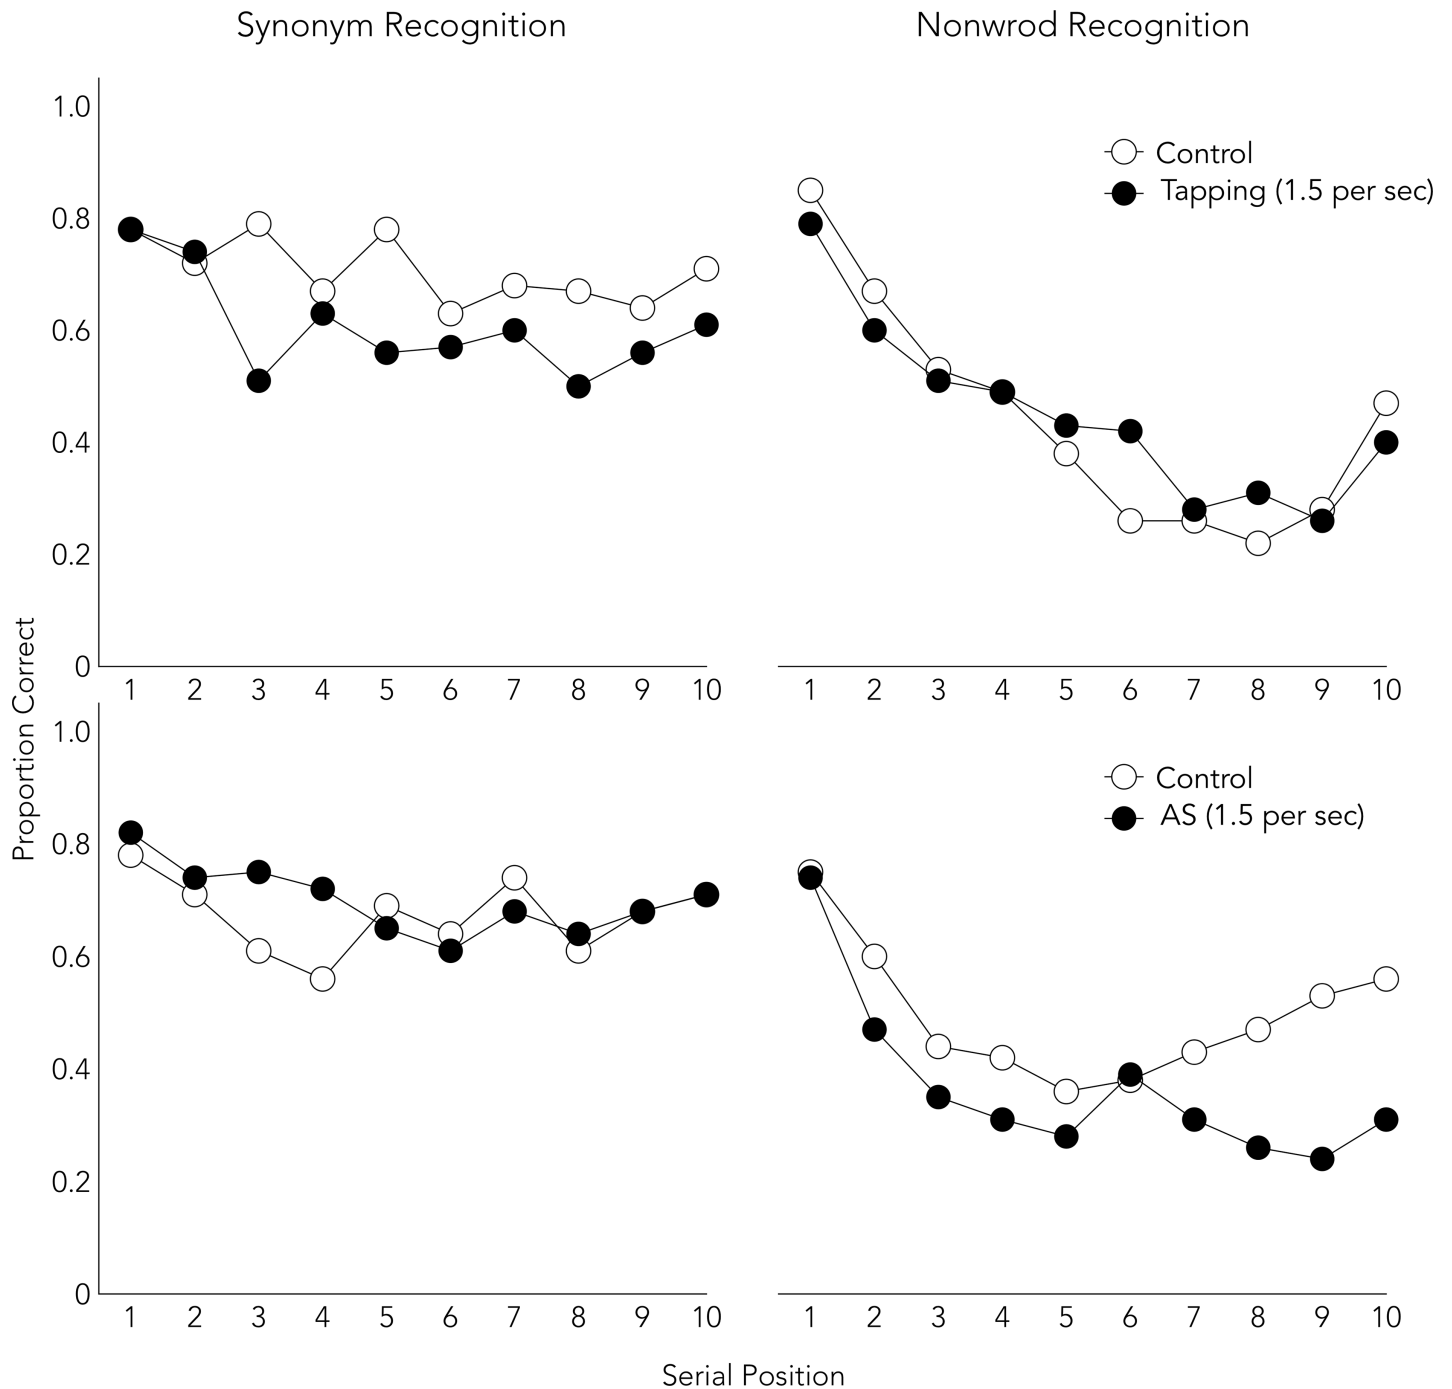 Synonym Recognition
Nonwrod Recognition
1.0
0.8
0.6
0.4
0.2
0
1 2 3 4 5 6 7 8 9 10
Control
Tapping (1.5 per sec)
1 2 3 4 5 6 7 8 9 10
Proportion Correct
1.0
0.8
0.6
0.4
0.2
0
1 2 3 4 5 6 7 8 9 10
Control
AS (1.5 per sec)
1 2 3 4 5 6 7 8 9 10
Serial Position